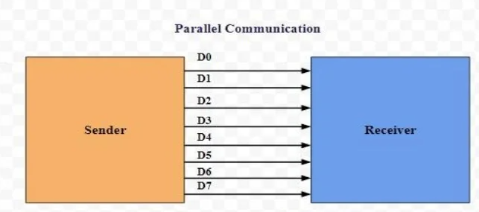 Parallel Communication
D0
D1
D2
D3
D4
D5
D6
D7
Sender
Receiver